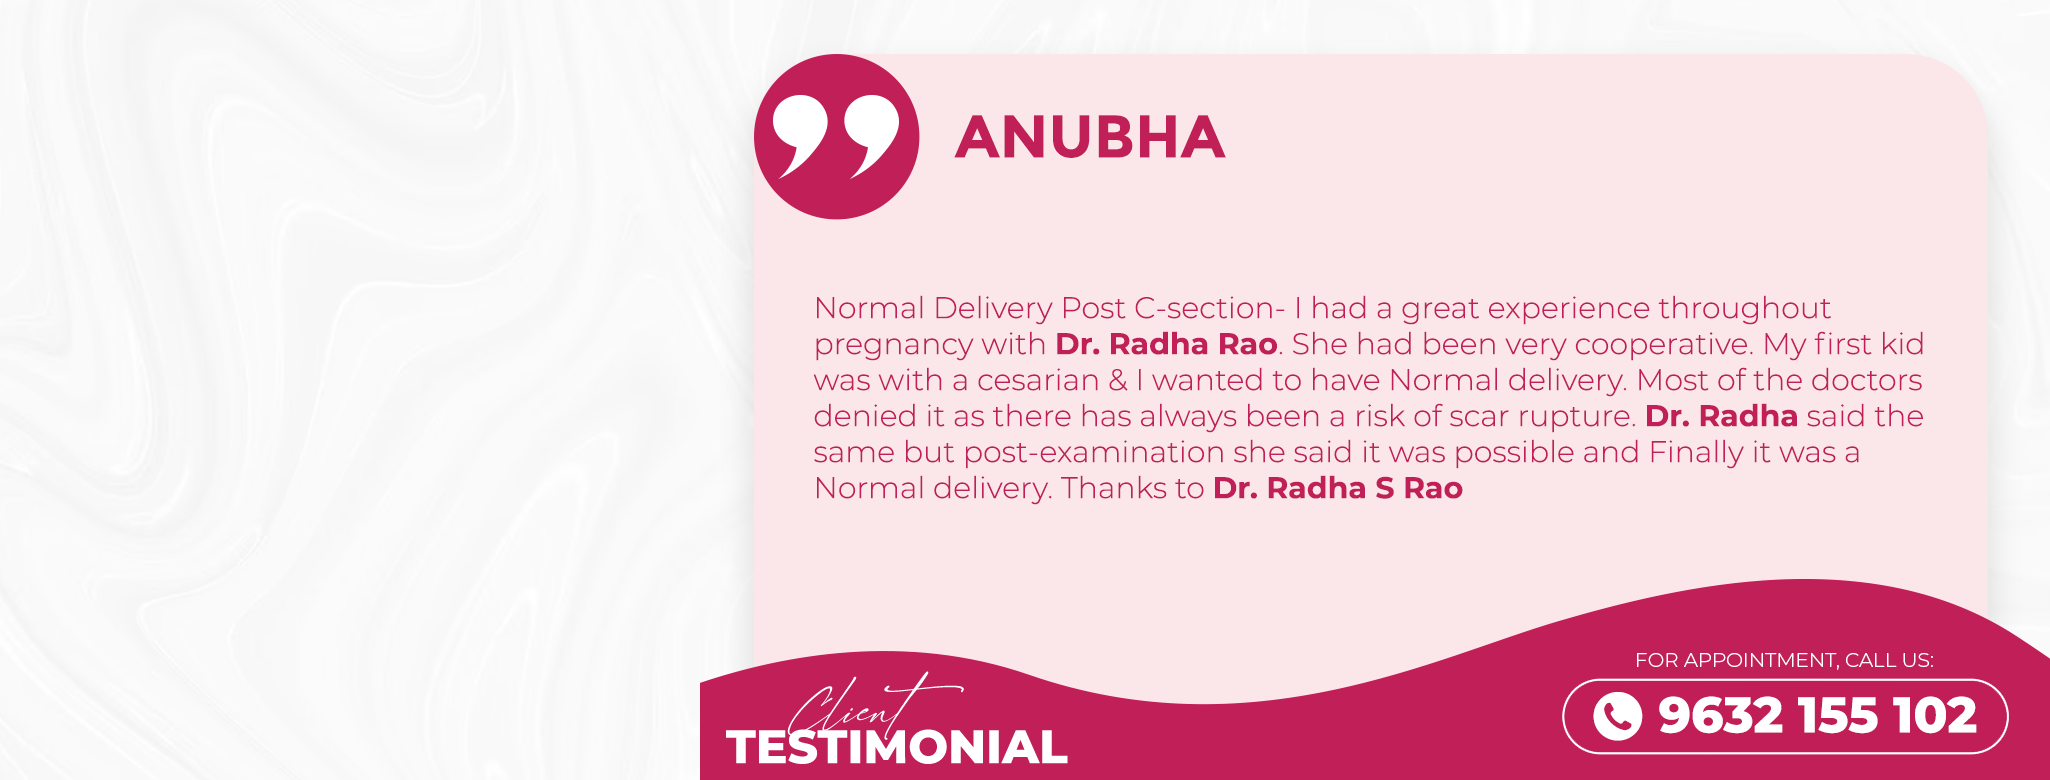 ANUBHA
Normal Delivery Post C-section- I had a great experience throughout
pregnancy with Dr. Radha Rao. She had been very cooperative. My first kid
was with a cesarian & I wanted to have Normal delivery. Most of the doctors
denied it as there has always been a risk of scar rupture. Dr. Radha said the
same but post-examination she said it was possible and Finally it was a
Normal delivery. Thanks to Dr. Radha S Rao
Client
TESTIMONIAL
FOR APPOINTMENT, CALL US:
9632 155 102